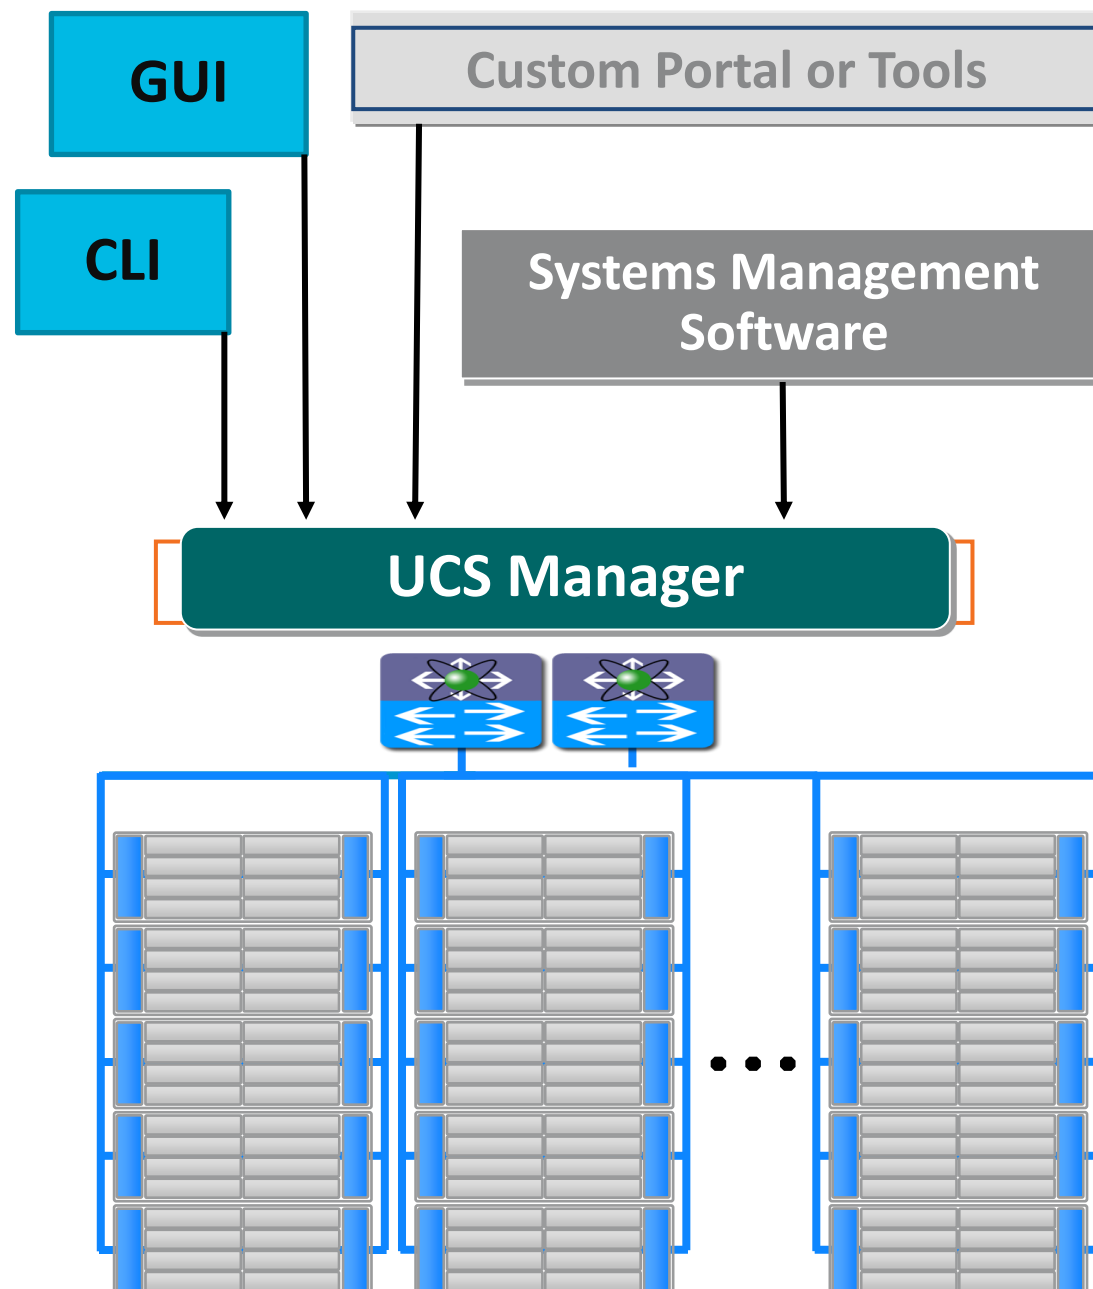 GUI
Custom Portal or Tools
CLI
Systems Management
Software
UCS Manager